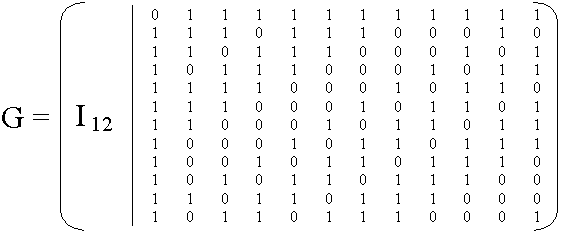 0 1 1 1 1 1 1 1 1 1 1 1
1 1 1 0 1 1 1 0 0 0 1 0
1 1 0 1 1 1 0 0 0 1 0 1
1 0 1 1 1 0 0 0 1 0 1 1
1 1 1 1 0 0 0 1 0 1 1 0
G = I12 1 1 1 0 0 0 1 0 1 1 0 1
1 1 0 0 0 1 0 1 1 0 1 1
1 0 0 0 1 0 1 1 0 1 1 1
1 0 0 1 0 1 1 0 1 1 1 0
1 0 1 0 1 1 0 1 1 1 0 0
1 1 0 1 1 0 1 1 1 0 0 0
1 0 1 1 0 1 1 1 0 0 0 1